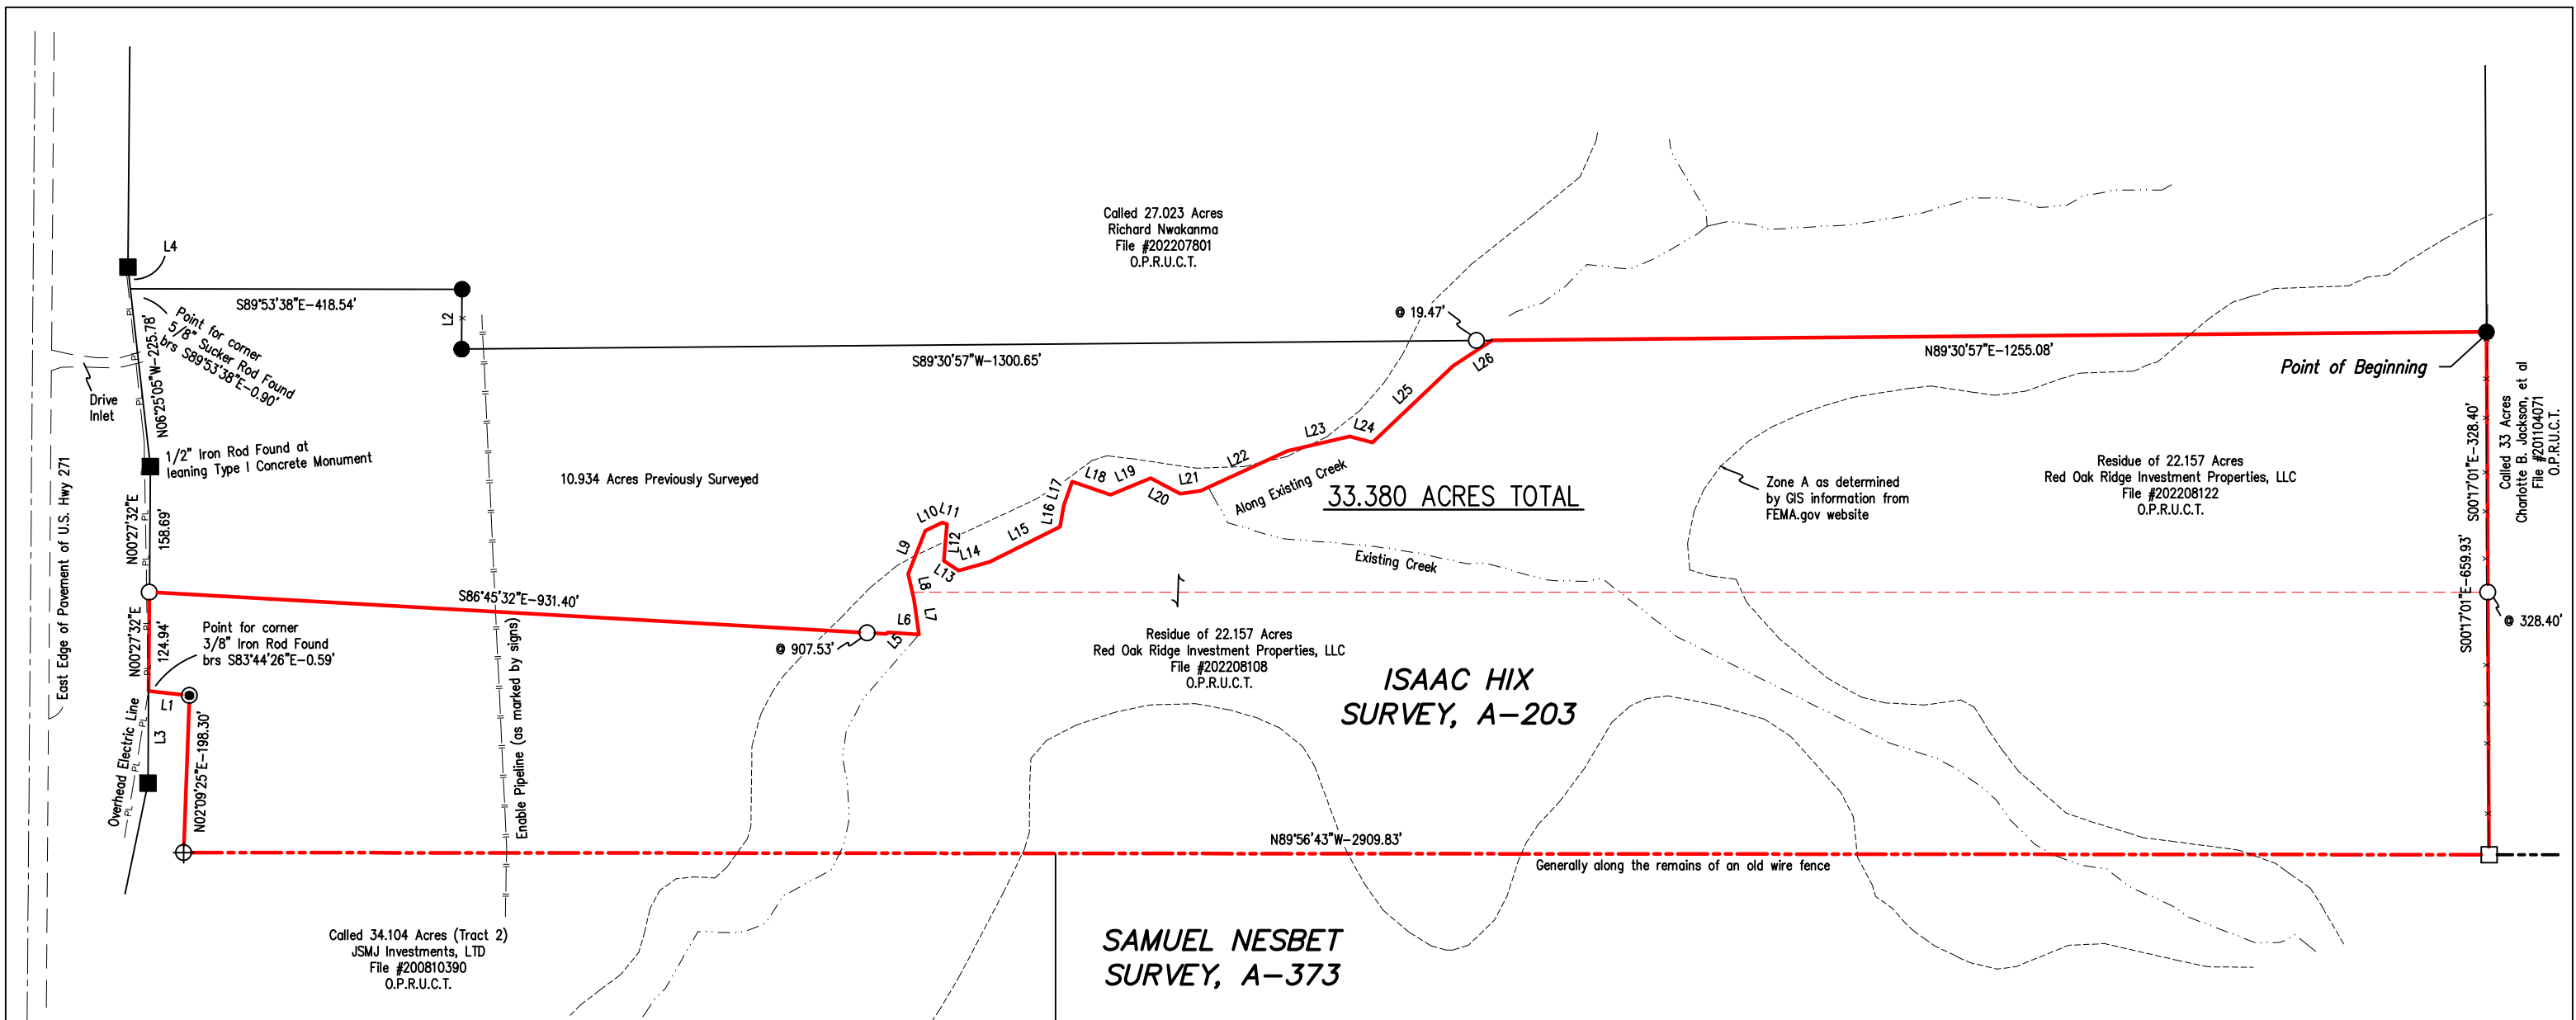 Called 27.023 Acres
Richard Nwakanma
File #202207801
O.P.R.U.C.T.
L4
S89°53'38"E-418.54'
L2
Point for corner
5/8" Sucker Rod Found
brs S89°53'38"E-0.90'
N06°25'05"W-225.78'
PL
PL
PL
Drive
Inlet
@ 19.47'
S89°30'57"W-1300.65'
N89°30'57"E-1255.08'
Point of Beginning
L26
L25
L24
L23
L22
L21
L20
L19
L18
L17
L16
L15
L14
L13
L12
L11
L10
L9
L8
L7
L6
L5
1/2" Iron Rod Found at
leaning Type I Concrete Monument
10.934 Acres Previously Surveyed
Along Existing Creek
33.380 ACRES TOTAL
Zone A as determined
by GIS information from
FEMA.gov website
Residue of 22.157 Acres
Red Oak Ridge Investment Properties, LLC
File #202208122
O.P.R.U.C.T.
S00°17'01"E-328.40'
S00°17'01"E-659.93'
Called 33 Acres
Charlotte B. Jackson, et al
File #201104071
O.P.R.U.C.T.
East Edge of Pavement of U.S. Hwy 271
N00°27'32"E
158.69'
PL
PL
Existing Creek
S86°45'32"E-931.40'
@ 907.53'
@ 328.40'
N00°27'32"E
124.94'
PL
PL
Point for corner
3/8" Iron Rod Found
brs S83°44'26"E-0.59'
L1
L3
Overhead Electric Line
PL
PL
PL
N02°09'25"E-198.30'
Enable Pipeline (as marked by signs)
Residue of 22.157 Acres
Red Oak Ridge Investment Properties, LLC
File #202208108
O.P.R.U.C.T.
ISAAC HIX
SURVEY, A-203
N89°56'43"W-2909.83'
Generally along the remains of an old wire fence
Called 34.104 Acres (Tract 2)
JSMJ Investments, LTD
File #200810390
O.P.R.U.C.T.
SAMUEL NESBET
SURVEY, A-373